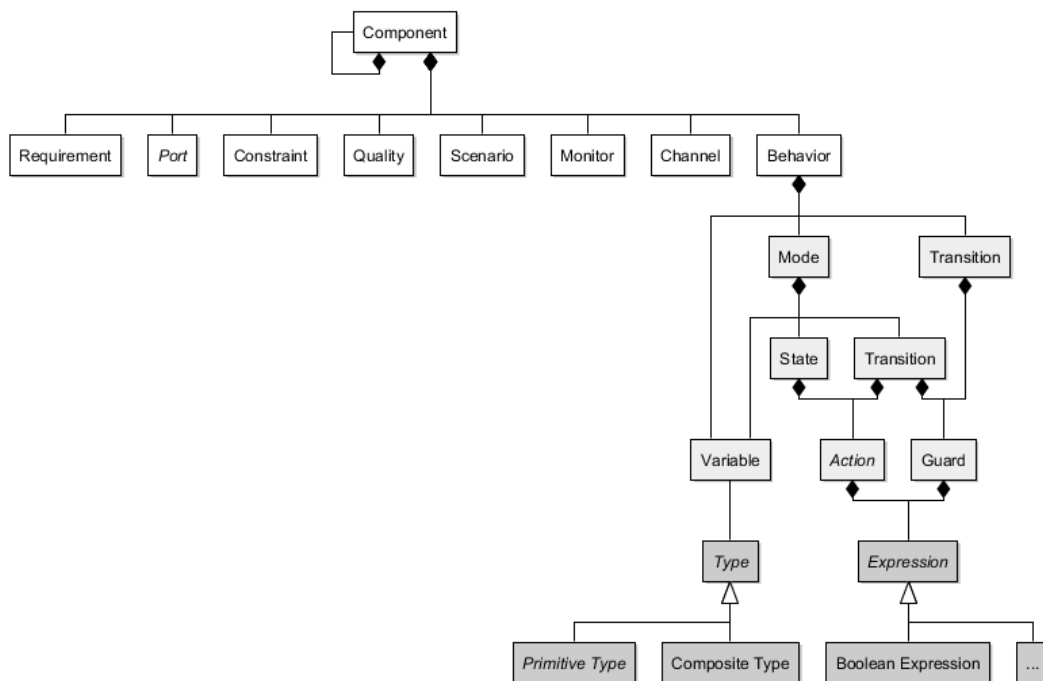 Component
Requirement
Port
Constraint
Quality
Scenario
Monitor
Channel
Behavior
Mode
Transition
State
Transition
Variable
Action
Guard
Type
Expression
Primitive Type
Composite Type
Boolean Expression
...